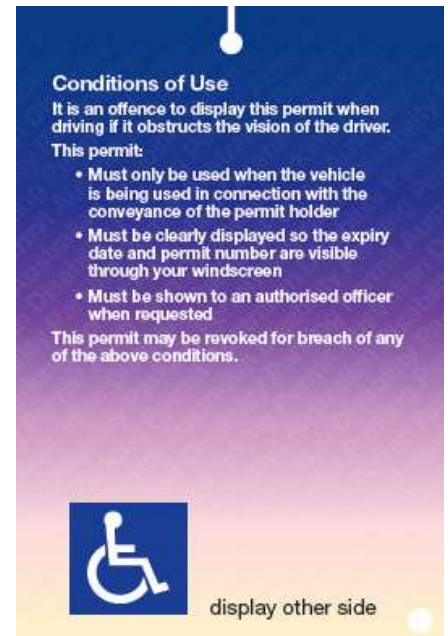 Conditions of Use
It is an offence to display this permit when
driving if it obstructs the vision of the driver.
This permit:
• Must only be used when the vehicle
is being used in connection with the
conveyance of the permit holder
• Must be clearly displayed so the expiry
date and permit number are visible
through your windscreen
• Must be shown to an authorised officer
when requested
This permit may be revoked for breach of any
of the above conditions.
display other side